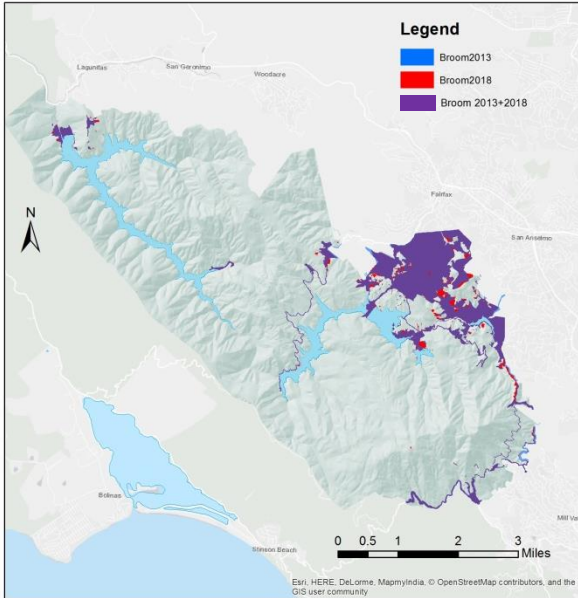 Legend
Broom2013
Broom2018
Broom 2013+2018
Lagunitas
San Geronimo
Woodacre
Fairfax
San Anselmo
N
Bolinas
Stinson Beach
Mill Va
0 0.5 1 2 3
Miles
Esri, HERE, DeLorme, MapmyIndia, © OpenStreetMap contributors, and the
GIS user community